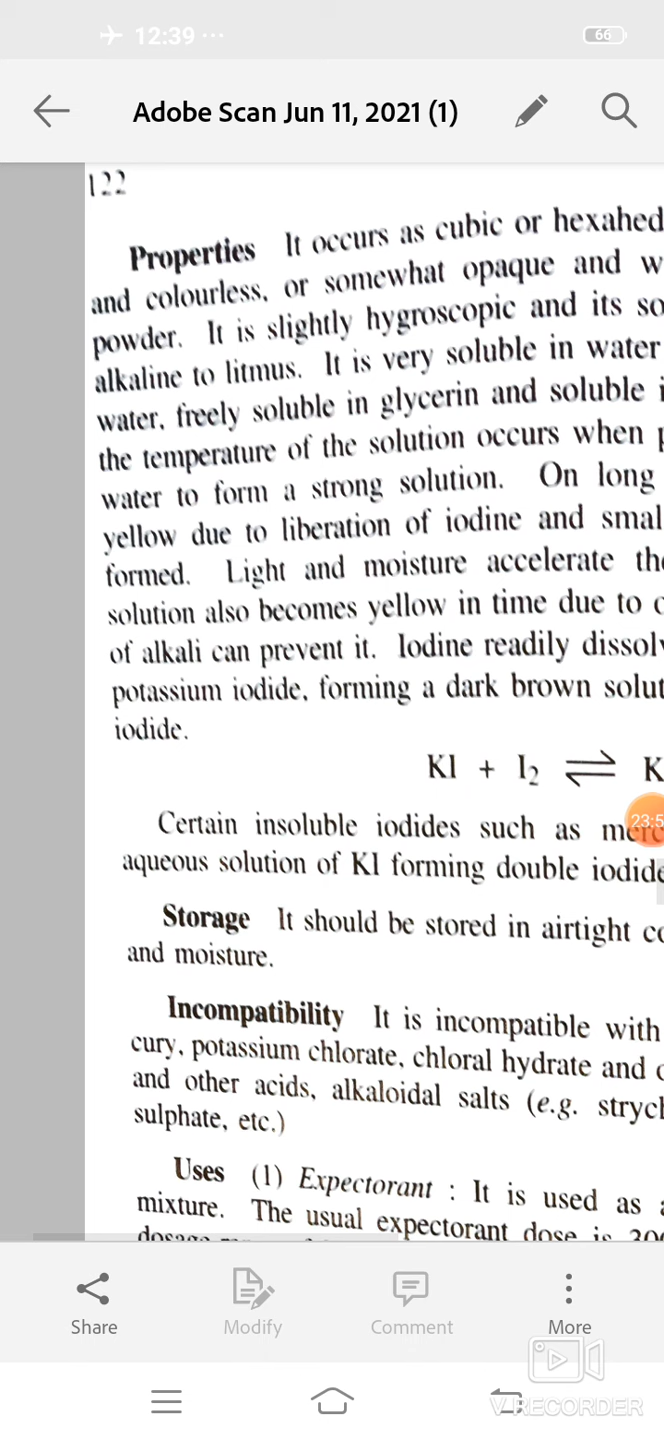 12:39 ...
66
Adobe Scan Jun 11, 2021 (1)
122
Properties It occurs as cubic or hexahed
and colourless, or somewhat opaque and w
powder. It is slightly hygroscopic and its so
alkaline to litmus. It is very soluble in water
water, freely soluble in glycerin and soluble i
the temperature of the solution occurs when p
water to form a strong solution. On long
yellow due to liberation of iodine and smal
formed. Light and moisture accelerate the
solution also becomes yellow in time due to o
of alkali can prevent it. Iodine readily dissolv
potassium iodide, forming a dark brown solut
iodide.
KI + I₂ ⇌ K
23:5
Certain insoluble iodides such as merc
aqueous solution of KI forming double iodide
Storage It should be stored in airtight co
and moisture.
Incompatibility It is incompatible with
cury, potassium chlorate, chloral hydrate and
and other acids, alkaloidal salts (e.g. strych
sulphate, etc.)
Uses (1) Expectorant : It is used as a
mixture. The usual expectorant dose is 300
Share
Modify
Comment
More
V RECORDER